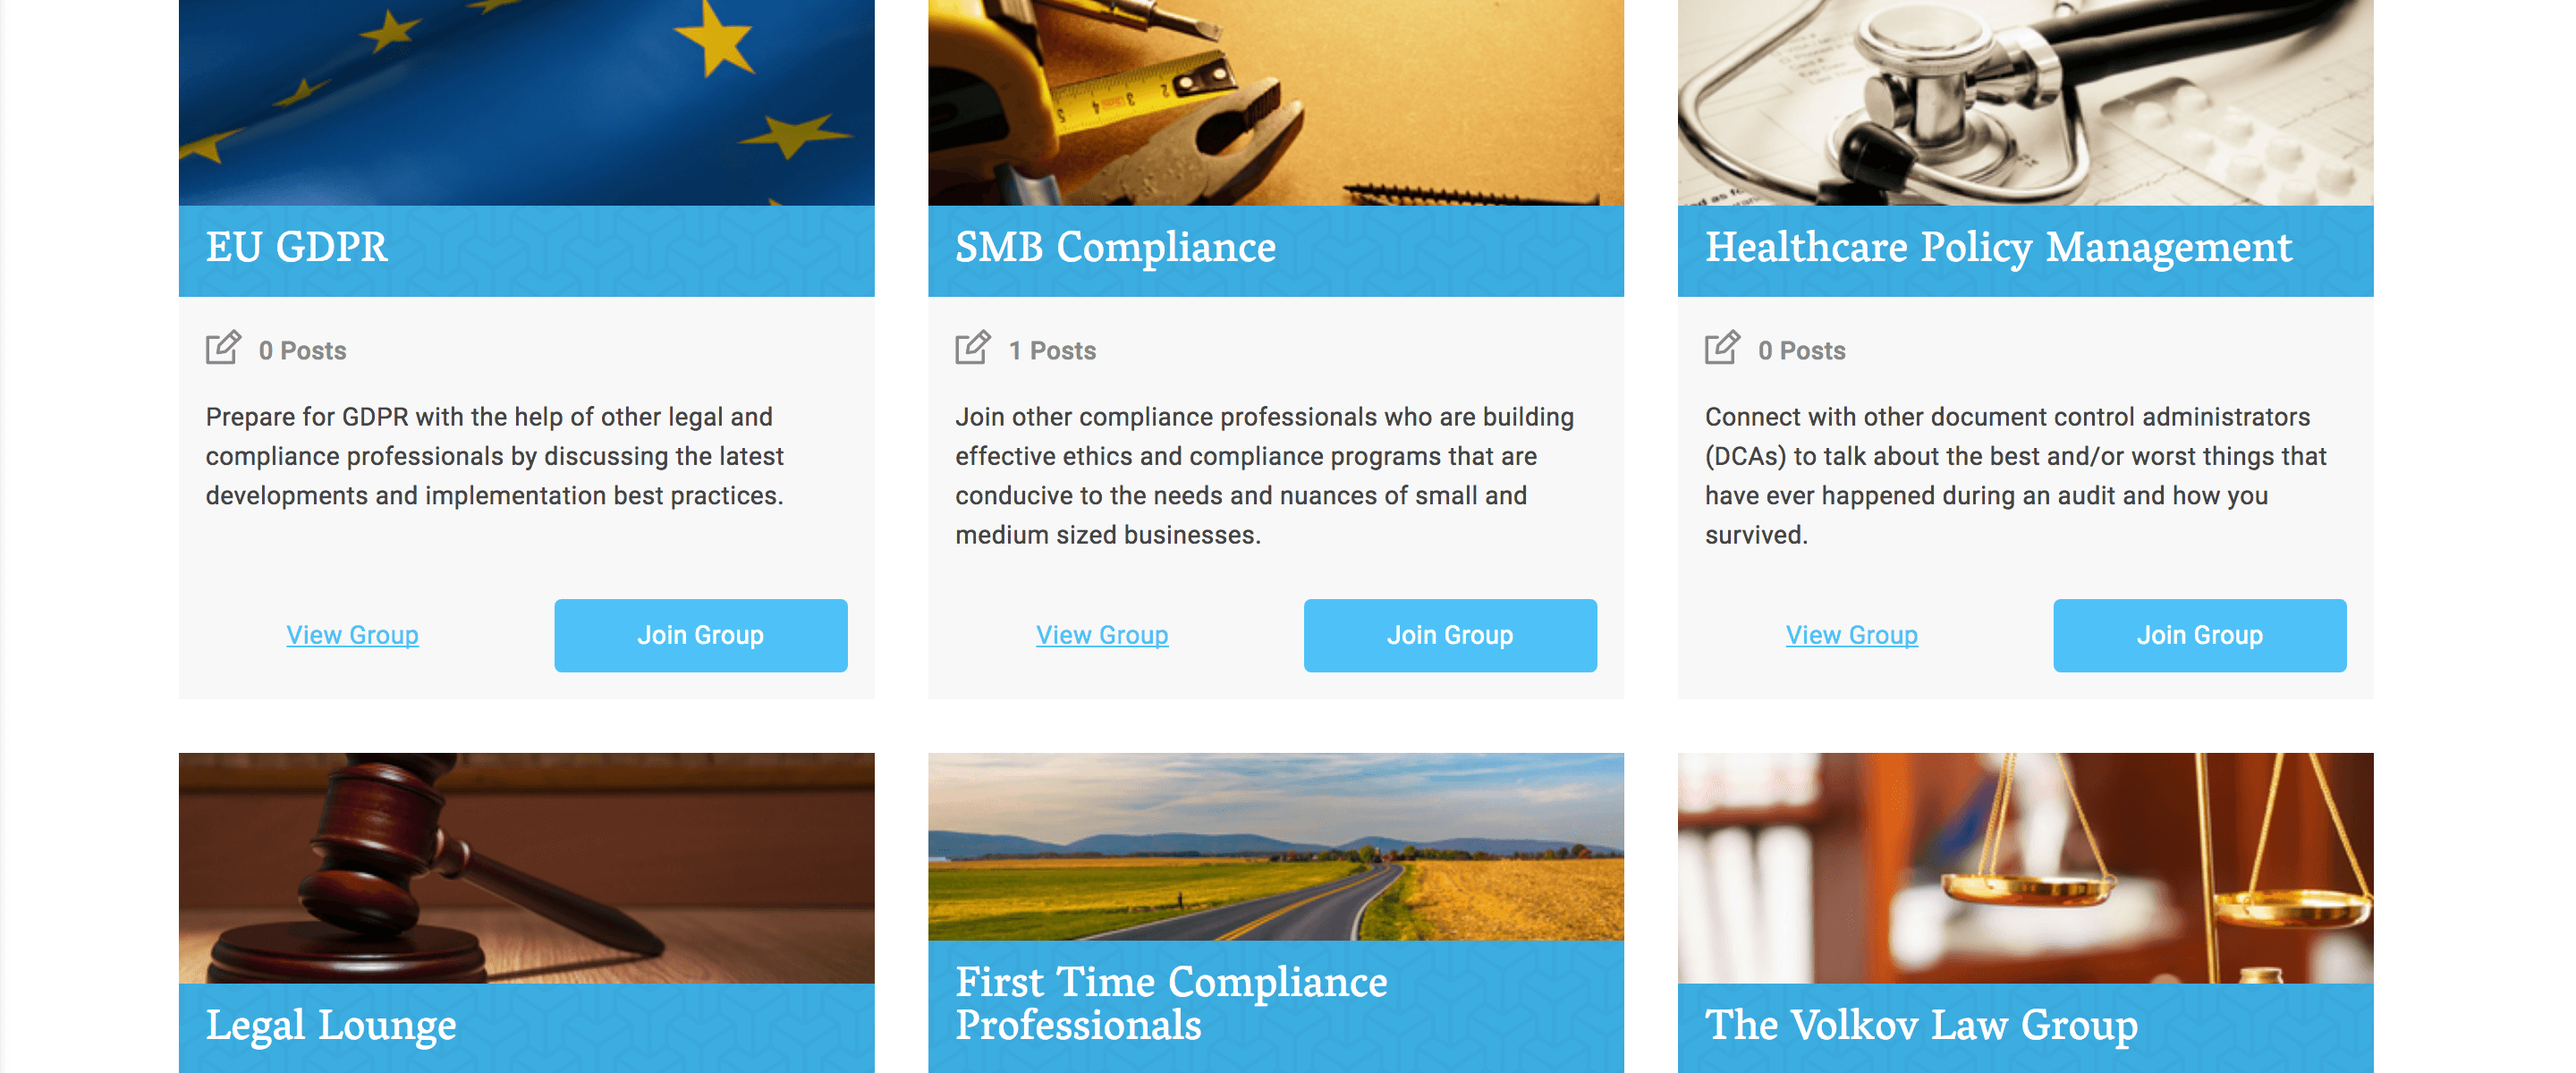 EU GDPR
0 Posts
Prepare for GDPR with the help of other legal and
compliance professionals by discussing the latest
developments and implementation best practices.
View Group
Join Group
SMB Compliance
1 Posts
Join other compliance professionals who are building
effective ethics and compliance programs that are
conducive to the needs and nuances of small and
medium sized businesses.
View Group
Join Group
Healthcare Policy Management
0 Posts
Connect with other document control administrators
(DCAs) to talk about the best and/or worst things that
have ever happened during an audit and how you
survived.
View Group
Join Group
Legal Lounge
First Time Compliance
Professionals
The Volkov Law Group